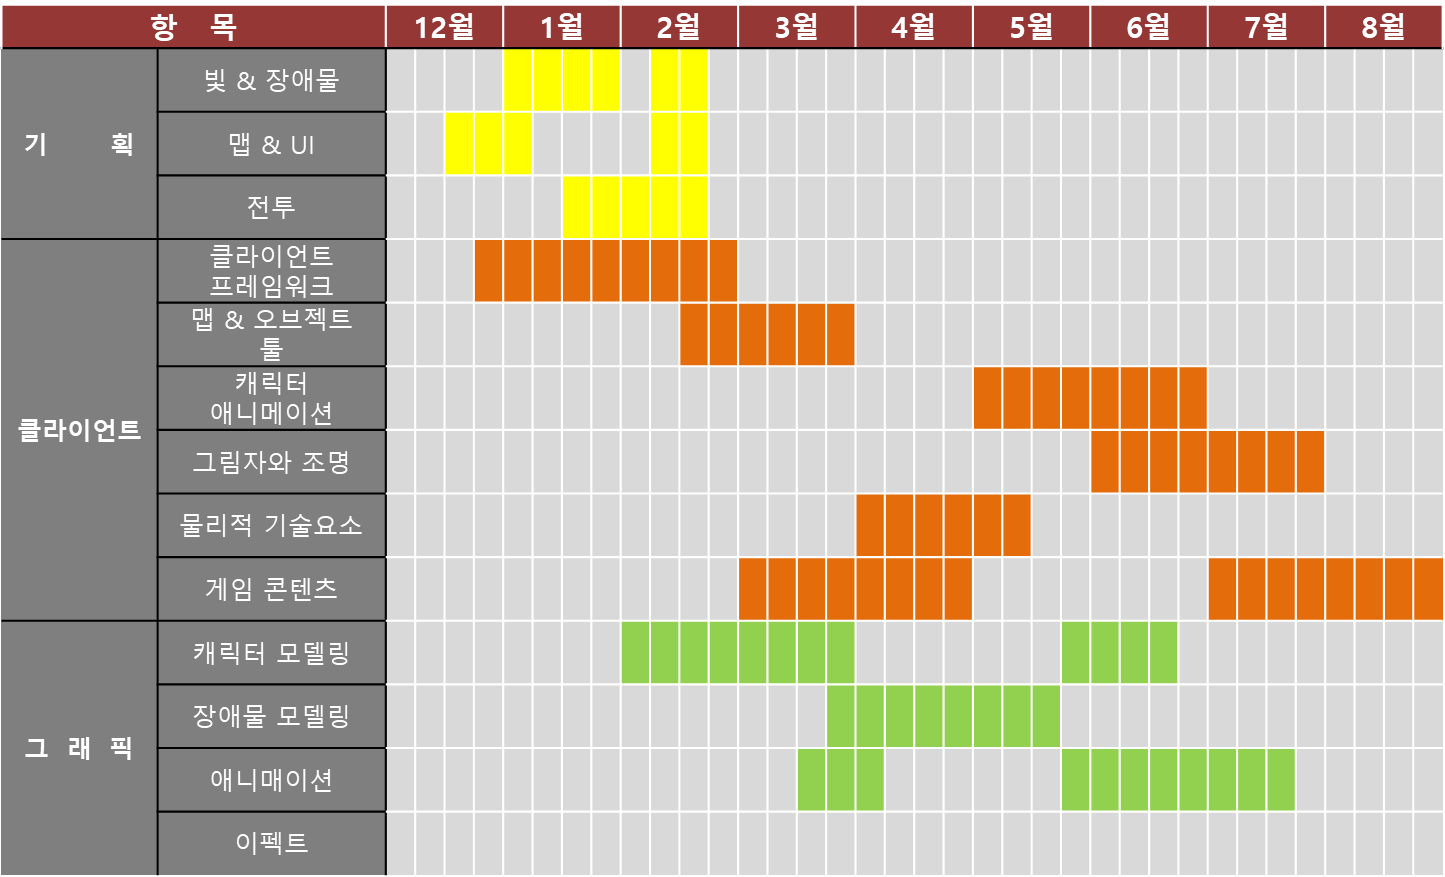 항 목 12월 1월 2월 3월 4월 5월 6월 7월 8월
기 획
빛 & 장애물
맵 & UI
전투
클라이언트
클라이언트
프레임워크
맵 & 오브젝트
툴
캐릭터
애니메이션
그림자와 조명
물리적 기술요소
게임 콘텐츠
그 래 픽
캐릭터 모델링
장애물 모델링
애니매이션
이펙트